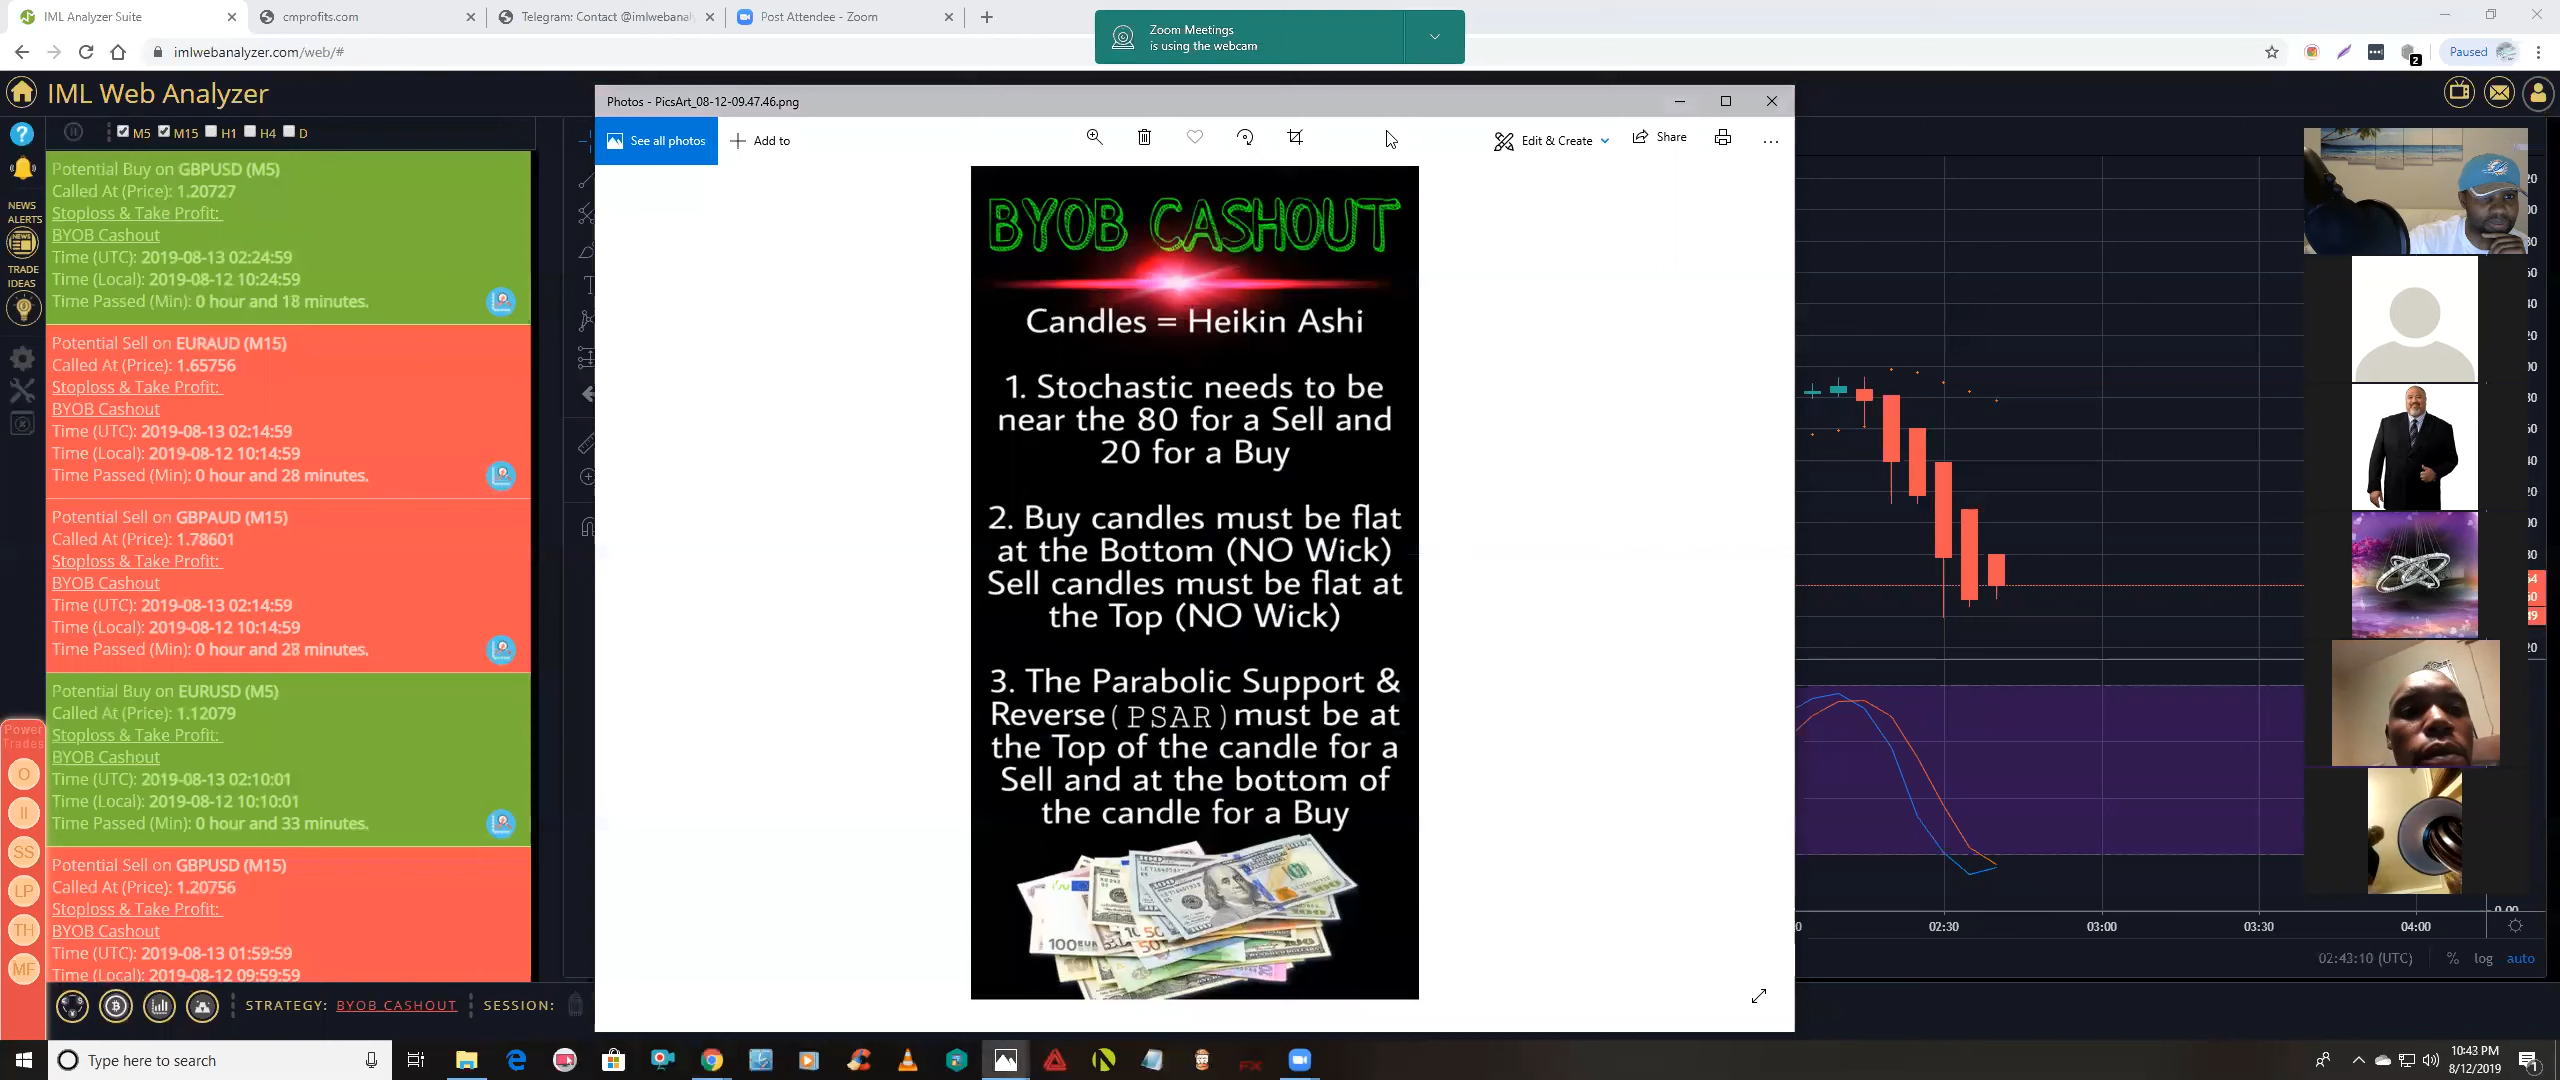 IML Analyzer Suite
cmprofits.com
Telegram: Contact @imlwebanal
Post Attendee - Zoom
Zoom Meetings
is using the webcam
imlwebanalyzer.com/web/#
2
Paused
IML Web Analyzer
M5 M15 H1 H4 D
NEWS
ALERTS
NEWS
TRADE
IDEAS
Power
Trades
O
II
SS
LP
TH
MF
Potential Buy on GBPUSD (M5)
Called At (Price): 1.20727
Stoploss & Take Profit:
BYOB Cashout
Time (UTC): 2019-08-13 02:24:59
Time (Local): 2019-08-12 10:24:59
Time Passed (Min): 0 hour and 18 minutes.
Potential Sell on EURAUD (M15)
Called At (Price): 1.65756
Stoploss & Take Profit:
BYOB Cashout
Time (UTC): 2019-08-13 02:14:59
Time (Local): 2019-08-12 10:14:59
Time Passed (Min): 0 hour and 28 minutes.
Potential Sell on GBPAUD (M15)
Called At (Price): 1.78601
Stoploss & Take Profit:
BYOB Cashout
Time (UTC): 2019-08-13 02:14:59
Time (Local): 2019-08-12 10:14:59
Time Passed (Min): 0 hour and 28 minutes.
Potential Buy on EURUSD (M5)
Called At (Price): 1.12079
Stoploss & Take Profit:
BYOB Cashout
Time (UTC): 2019-08-13 02:10:01
Time (Local): 2019-08-12 10:10:01
Time Passed (Min): 0 hour and 33 minutes.
Potential Sell on GBPUSD (M15)
Called At (Price): 1.20756
Stoploss & Take Profit:
BYOB Cashout
Time (UTC): 2019-08-13 01:59:59
Time (Local): 2019-08-12 09:59:59
STRATEGY: BYOB CASHOUT SESSION:
Photos - PicsArt_08-12-09.47.46.png
See all photos
Add to
Edit & Create
Share
BYOB CASHOUT
Candles = Heikin Ashi
1. Stochastic needs to be
near the 80 for a Sell and
20 for a Buy
2. Buy candles must be flat
at the Bottom (NO Wick)
Sell candles must be flat at
the Top (NO Wick)
3. The Parabolic Support &
Reverse(PSAR) must be at
the Top of the candle for a
Sell and at the bottom of
the candle for a Buy
100EUR
02:30
03:00
03:30
04:00
02:43:10 (UTC)
%
log
auto
Type here to search
FX
10:43 PM
8/12/2019
1